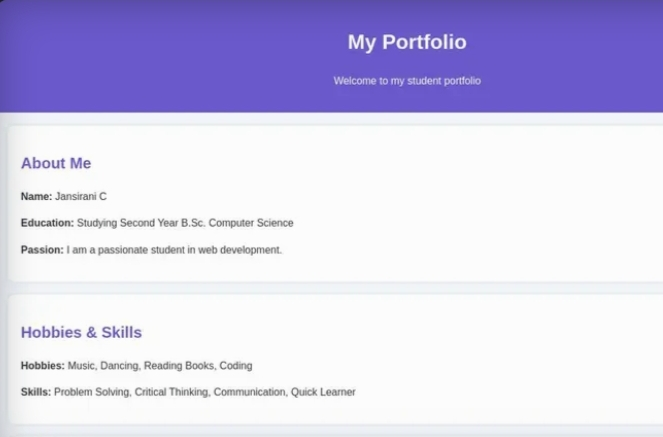 My Portfolio
Welcome to my student portfolio
About Me
Name: Jansirani C
Education: Studying Second Year B.Sc. Computer Science
Passion: I am a passionate student in web development.
Hobbies & Skills
Hobbies: Music, Dancing, Reading Books, Coding
Skills: Problem Solving, Critical Thinking, Communication, Quick Learner